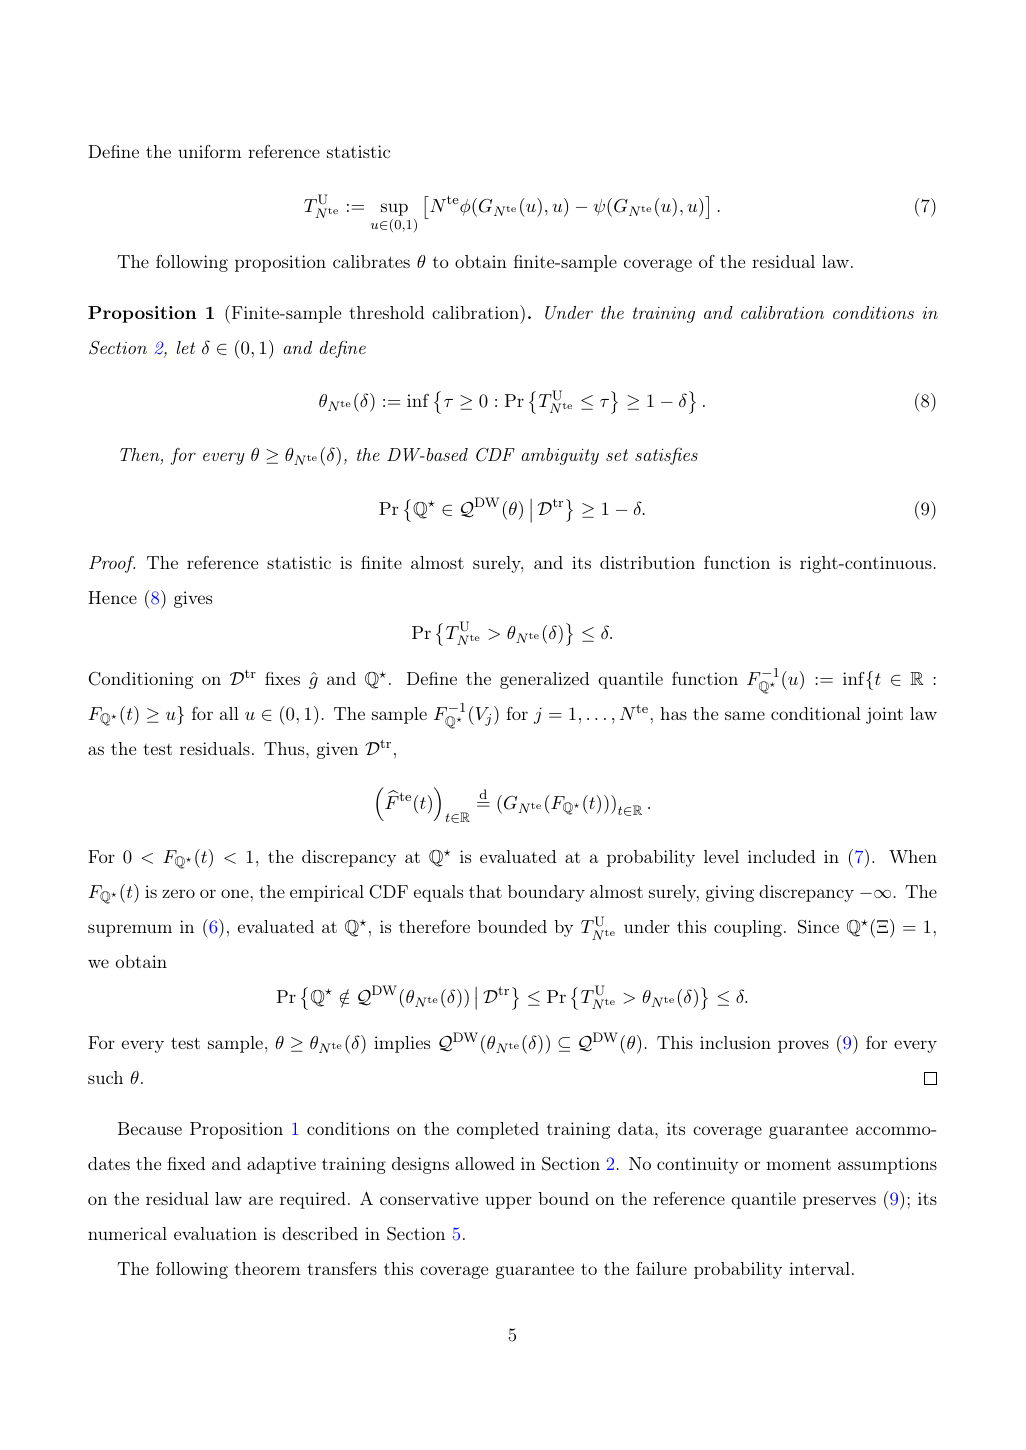 Define the uniform reference statistic
T^U_{N^te} := sup_{u∈(0,1)} [N^te ϕ(G_{N^te}(u), u) − ψ(G_{N^te}(u), u)] . (7)
The following proposition calibrates θ to obtain finite-sample coverage of the residual law.
Proposition 1 (Finite-sample threshold calibration). Under the training and calibration conditions in
Section 2, let δ ∈ (0, 1) and define
θ_{N^te}(δ) := inf {τ ≥ 0 : Pr {T^U_{N^te} ≤ τ} ≥ 1 − δ} . (8)
Then, for every θ ≥ θ_{N^te}(δ), the DW-based CDF ambiguity set satisfies
Pr {ℚ⋆ ∈ 𝒬^DW(θ) | 𝒟^tr} ≥ 1 − δ. (9)
Proof. The reference statistic is finite almost surely, and its distribution function is right-continuous.
Hence (8) gives
Pr {T^U_{N^te} > θ_{N^te}(δ)} ≤ δ.
Conditioning on 𝒟^tr fixes ĝ and ℚ⋆. Define the generalized quantile function F^{−1}_{ℚ⋆}(u) := inf{t ∈ ℝ :
F_{ℚ⋆}(t) ≥ u} for all u ∈ (0, 1). The sample F^{−1}_{ℚ⋆}(V_j) for j = 1, . . . , N^te, has the same conditional joint law
as the test residuals. Thus, given 𝒟^tr,
(F̂^te(t))_{t∈ℝ} =^d (G_{N^te}(F_{ℚ⋆}(t)))_{t∈ℝ} .
For 0 < F_{ℚ⋆}(t) < 1, the discrepancy at ℚ⋆ is evaluated at a probability level included in (7). When
F_{ℚ⋆}(t) is zero or one, the empirical CDF equals that boundary almost surely, giving discrepancy −∞. The
supremum in (6), evaluated at ℚ⋆, is therefore bounded by T^U_{N^te} under this coupling. Since ℚ⋆(Ξ) = 1,
we obtain
Pr {ℚ⋆ ∉ 𝒬^DW(θ_{N^te}(δ)) | 𝒟^tr} ≤ Pr {T^U_{N^te} > θ_{N^te}(δ)} ≤ δ.
For every test sample, θ ≥ θ_{N^te}(δ) implies 𝒬^DW(θ_{N^te}(δ)) ⊆ 𝒬^DW(θ). This inclusion proves (9) for every
such θ. □
Because Proposition 1 conditions on the completed training data, its coverage guarantee accommo-
dates the fixed and adaptive training designs allowed in Section 2. No continuity or moment assumptions
on the residual law are required. A conservative upper bound on the reference quantile preserves (9); its
numerical evaluation is described in Section 5.
The following theorem transfers this coverage guarantee to the failure probability interval.
5